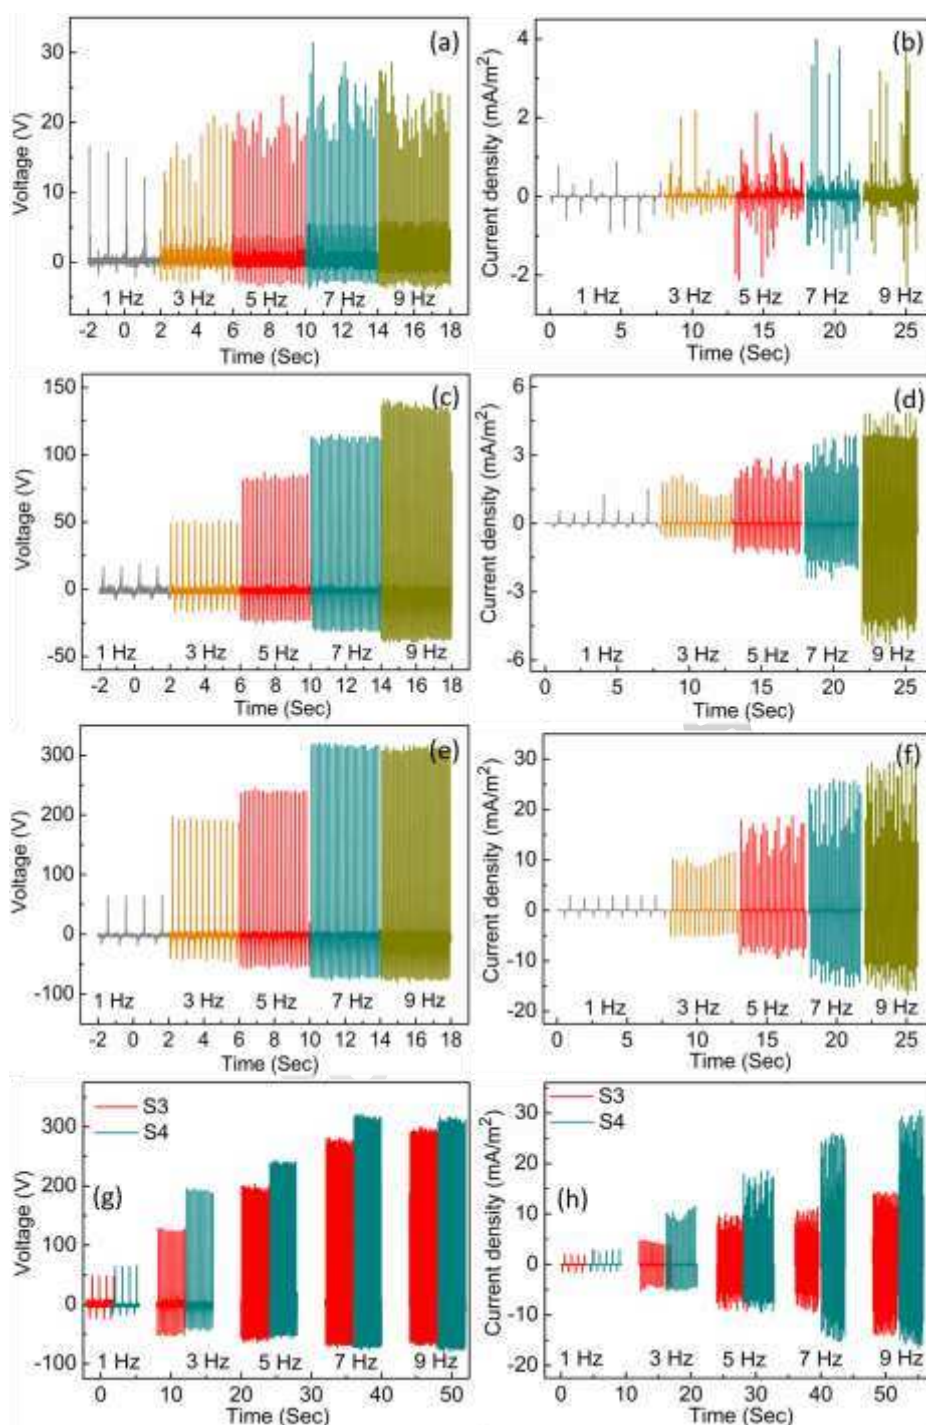 (a)
30
20
10
0
Voltage (V)
1 Hz 3 Hz 5 Hz 7 Hz 9 Hz
-2 0 2 4 6 8 10 12 14 16 18
Time (Sec)
(b)
4
2
0
-2
Current density (mA/m²)
1 Hz 3 Hz 5 Hz 7 Hz 9 Hz
0 5 10 15 20 25
Time (Sec)
(c)
150
100
50
0
-50
Voltage (V)
1 Hz 3 Hz 5 Hz 7 Hz 9 Hz
-2 0 2 4 6 8 10 12 14 16 18
Time (Sec)
(d)
6
3
0
-3
-6
Current density (mA/m²)
1 Hz 3 Hz 5 Hz 7 Hz 9 Hz
0 5 10 15 20 25
Time (Sec)
(e)
300
200
100
0
-100
Voltage (V)
1 Hz 3 Hz 5 Hz 7 Hz 9 Hz
-2 0 2 4 6 8 10 12 14 16 18
Time (Sec)
(f)
30
20
10
0
-10
-20
Current density (mA/m²)
1 Hz 3 Hz 5 Hz 7 Hz 9 Hz
0 5 10 15 20 25
Time (Sec)
S3
S4
(g)
300
200
100
0
-100
Voltage (V)
1 Hz 3 Hz 5 Hz 7 Hz 9 Hz
0 10 20 30 40 50
Time (Sec)
S3
S4
(h)
30
20
10
0
-10
-20
Current density (mA/m²)
1 Hz 3 Hz 5 Hz 7 Hz 9 Hz
0 10 20 30 40 50
Time (Sec)